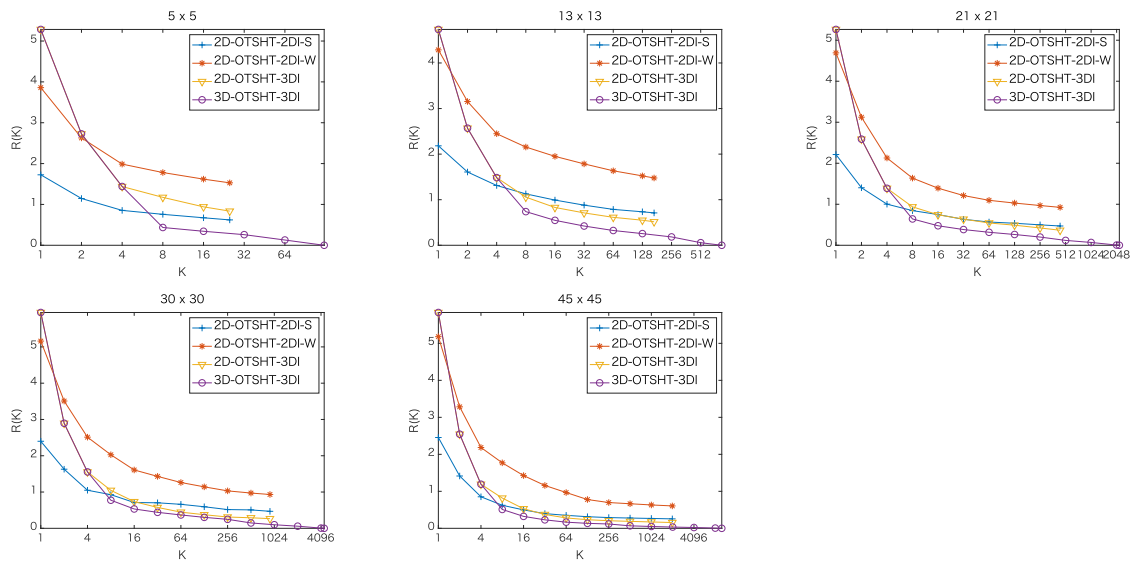 5 x 5
R(K)
5
4
3
2
1
0
1 2 4 8 16 32 64
K
2D-OTSHT-2DI-S
2D-OTSHT-2DI-W
2D-OTSHT-3DI
3D-OTSHT-3DI
13 x 13
R(K)
4
3
2
1
0
1 2 4 8 16 32 64 128 256 512
K
2D-OTSHT-2DI-S
2D-OTSHT-2DI-W
2D-OTSHT-3DI
3D-OTSHT-3DI
21 x 21
R(K)
5
4
3
2
1
0
1 2 4 8 16 32 64 128 256 512 1024 2048
K
2D-OTSHT-2DI-S
2D-OTSHT-2DI-W
2D-OTSHT-3DI
3D-OTSHT-3DI
30 x 30
R(K)
5
4
3
2
1
0
1 4 16 64 256 1024 4096
K
2D-OTSHT-2DI-S
2D-OTSHT-2DI-W
2D-OTSHT-3DI
3D-OTSHT-3DI
45 x 45
R(K)
5
4
3
2
1
0
1 4 16 64 256 1024 4096
K
2D-OTSHT-2DI-S
2D-OTSHT-2DI-W
2D-OTSHT-3DI
3D-OTSHT-3DI